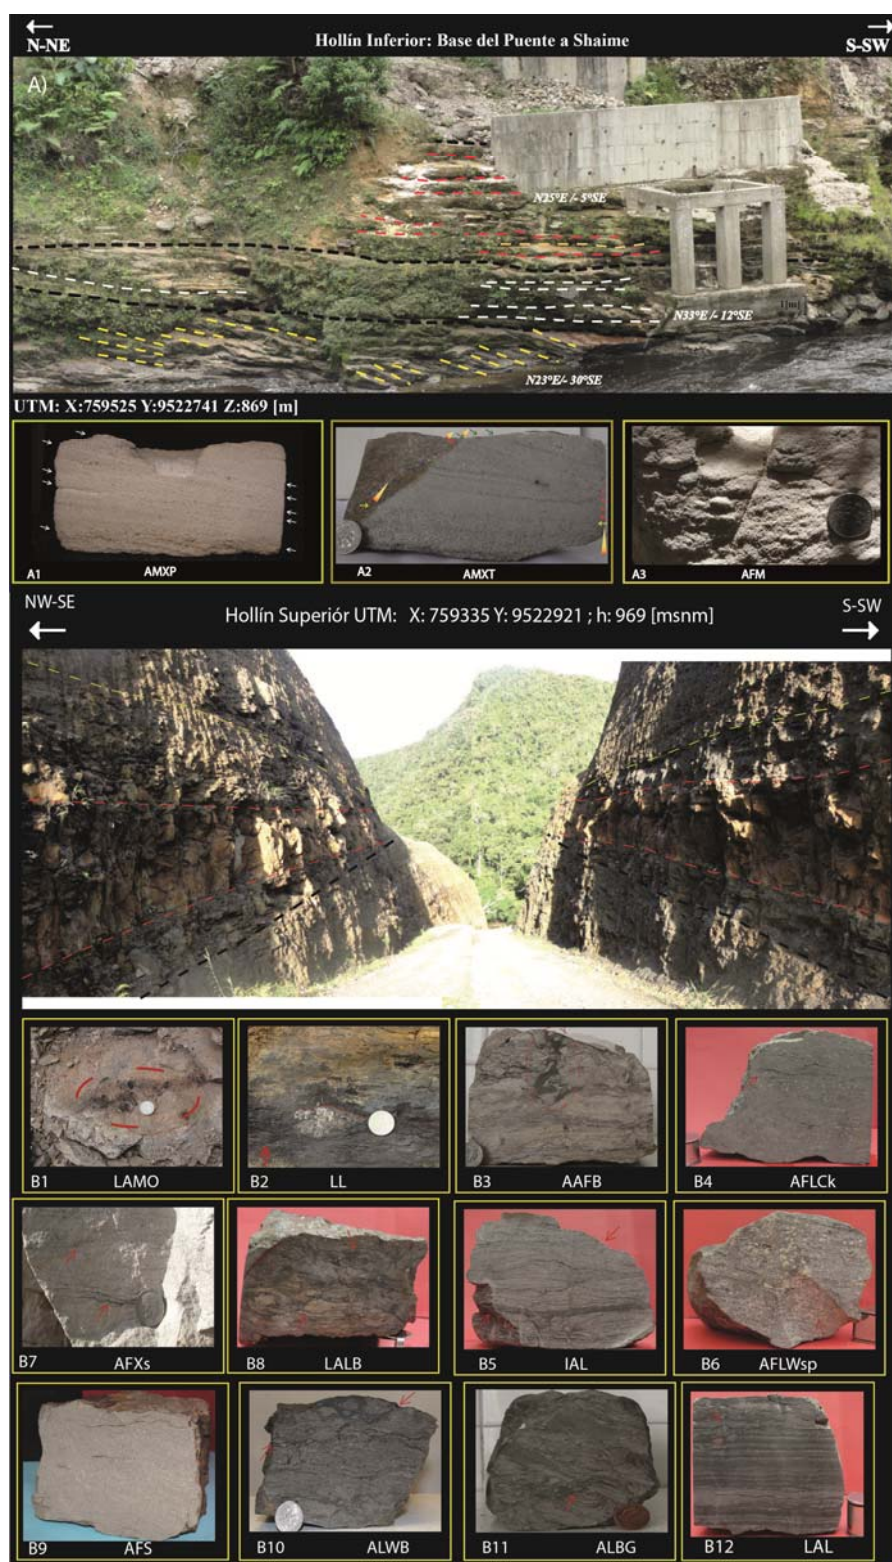 N-NE
Hollín Inferior: Base del Puente a Shaime
S-SW
A)
N25°E /- 5°SE
1[m]
N33°E /- 12°SE
N23°E/- 30°SE
UTM: X:759525 Y:9522741 Z:869 [m]
A1 AMXP
A2 AMXT
A3 AFM
NW-SE
Hollín Superiór UTM: X: 759335 Y: 9522921 ; h: 969 [msnm]
S-SW
B1 LAMO
B2 LL
B3 AAFB
B4 AFLCk
B7 AFXs
B8 LALB
B5 IAL
B6 AFLWsp
B9 AFS
B10 ALWB
B11 ALBG
B12 LAL